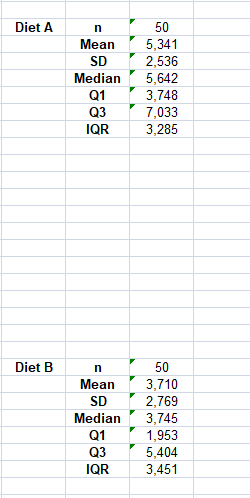 Diet A n 50
Mean 5,341
SD 2,536
Median 5,642
Q1 3,748
Q3 7,033
IQR 3,285
Diet B n 50
Mean 3,710
SD 2,769
Median 3,745
Q1 1,953
Q3 5,404
IQR 3,451